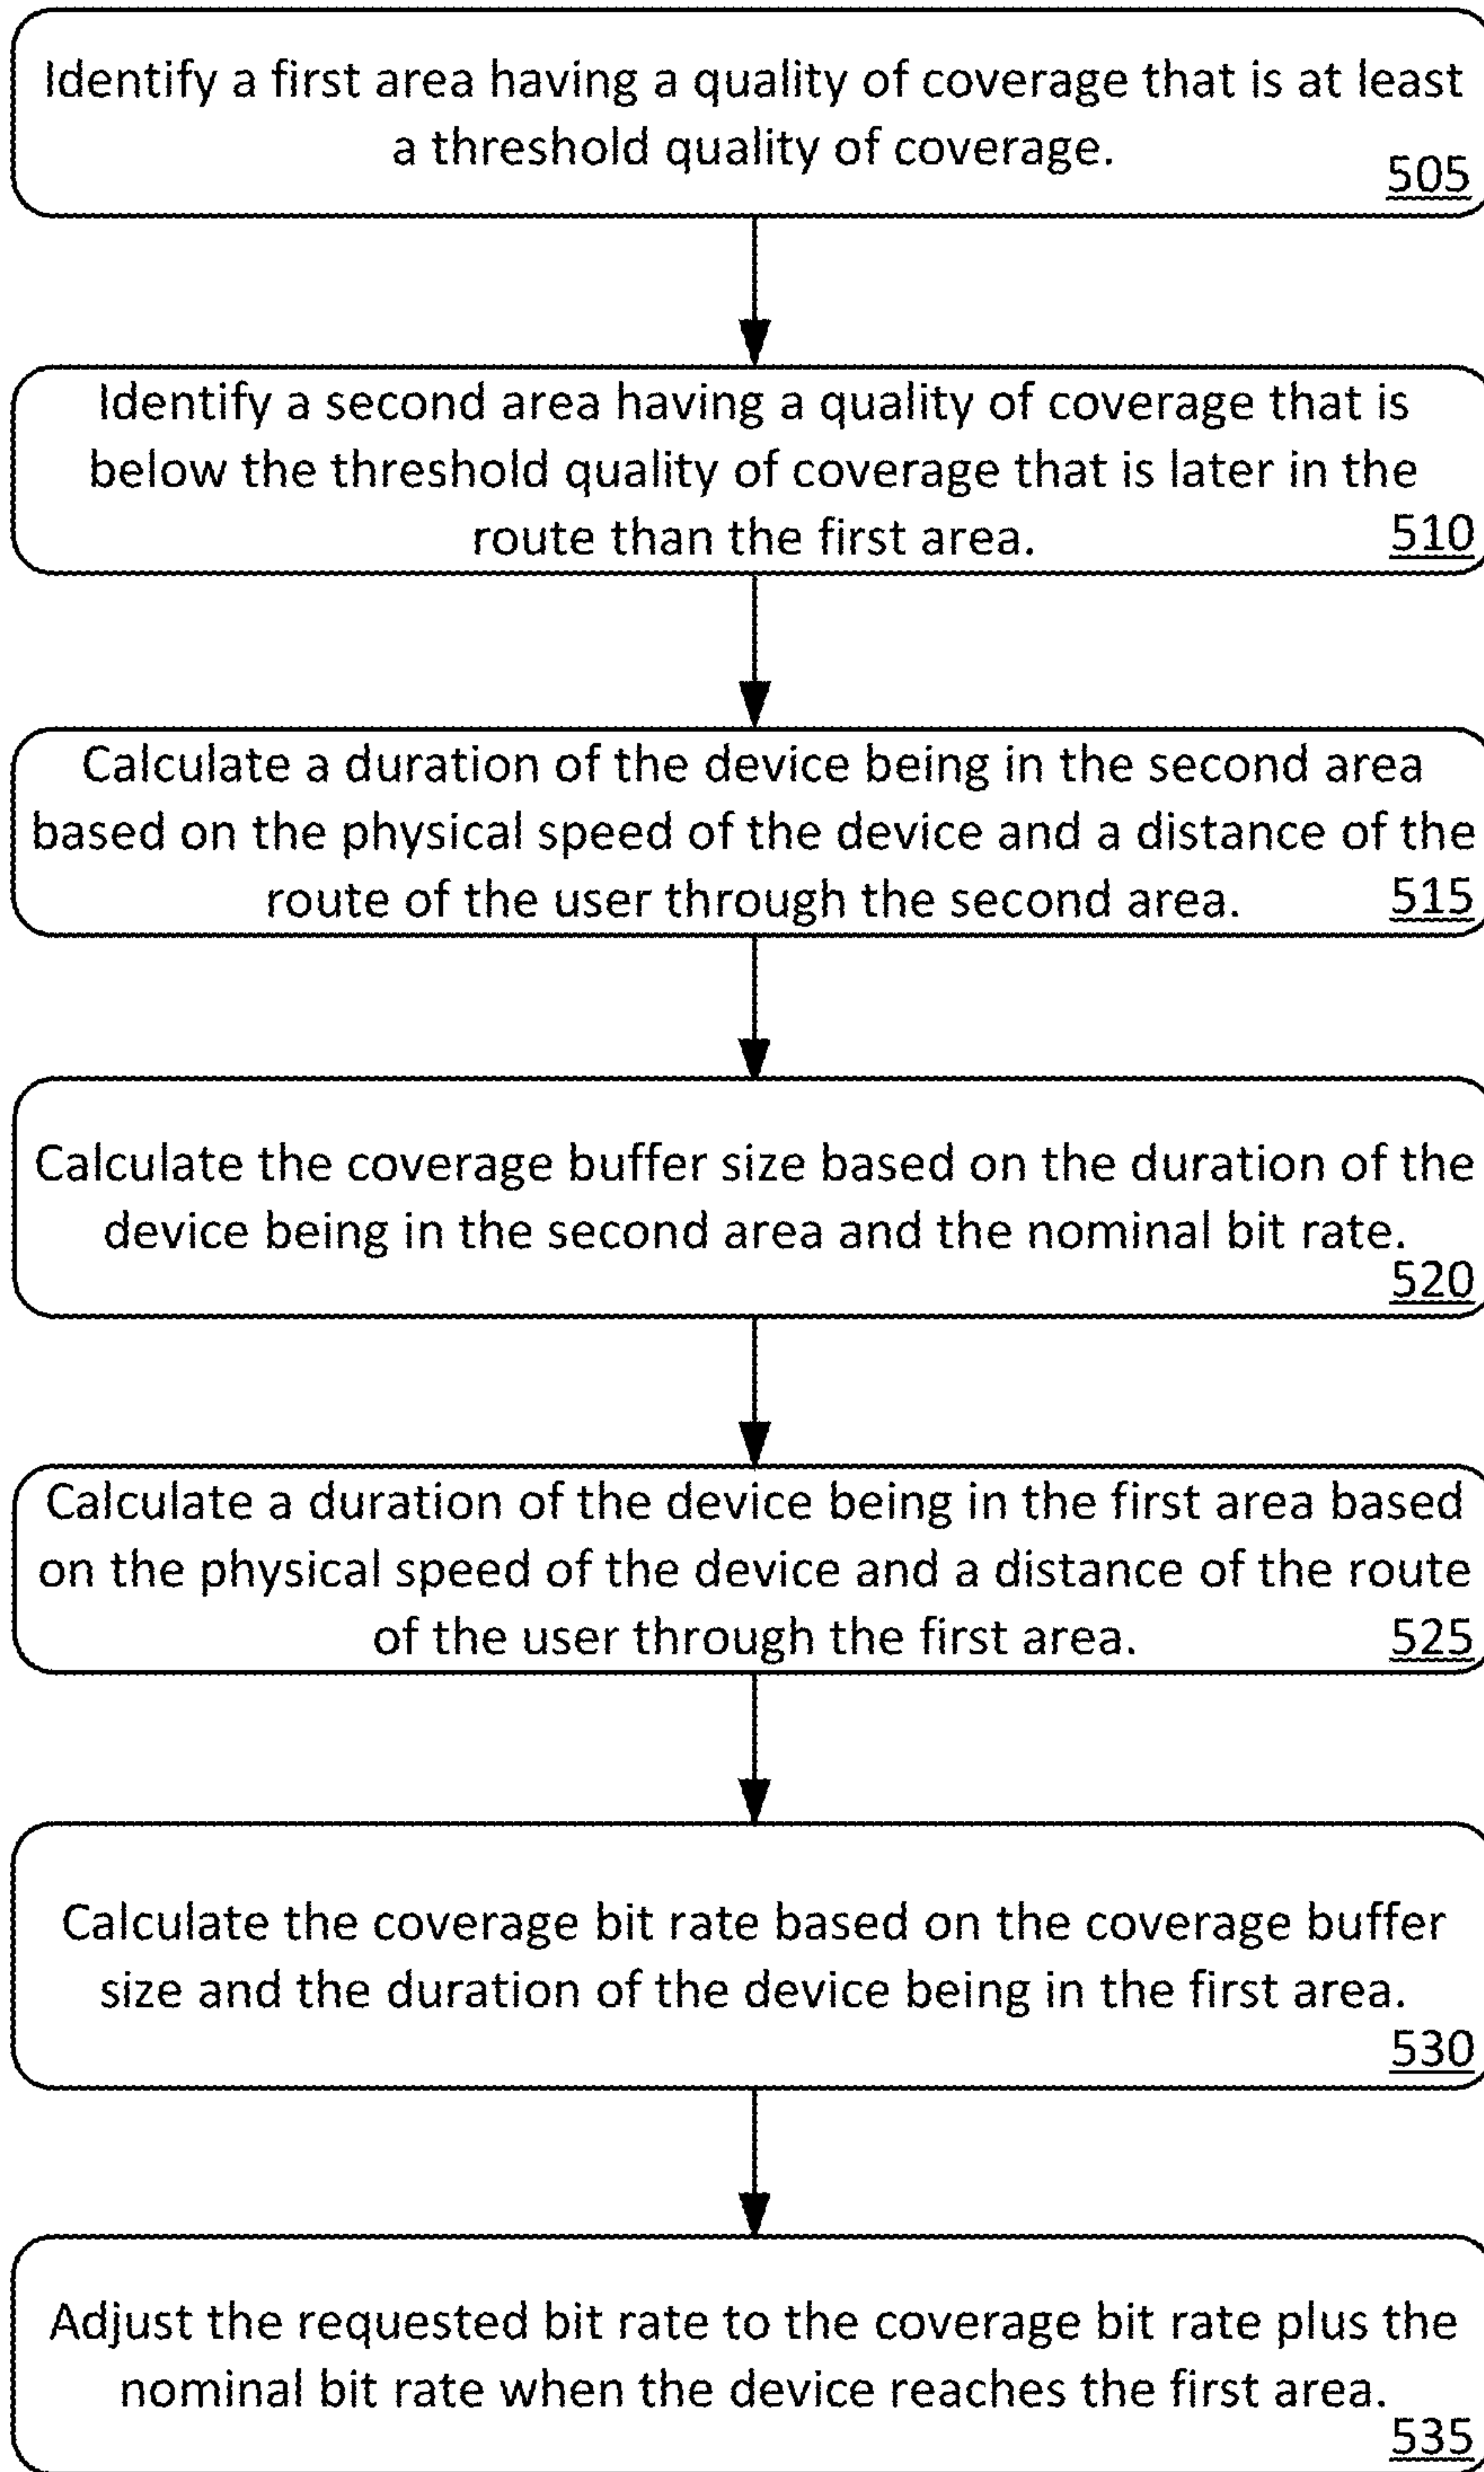 Identify a first area having a quality of coverage that is at least
a threshold quality of coverage.
505
Identify a second area having a quality of coverage that is
below the threshold quality of coverage that is later in the
route than the first area.
510
Calculate a duration of the device being in the second area
based on the physical speed of the device and a distance of the
route of the user through the second area.
515
Calculate the coverage buffer size based on the duration of the
device being in the second area and the nominal bit rate.
520
Calculate a duration of the device being in the first area based
on the physical speed of the device and a distance of the route
of the user through the first area.
525
Calculate the coverage bit rate based on the coverage buffer
size and the duration of the device being in the first area.
530
Adjust the requested bit rate to the coverage bit rate plus the
nominal bit rate when the device reaches the first area.
535